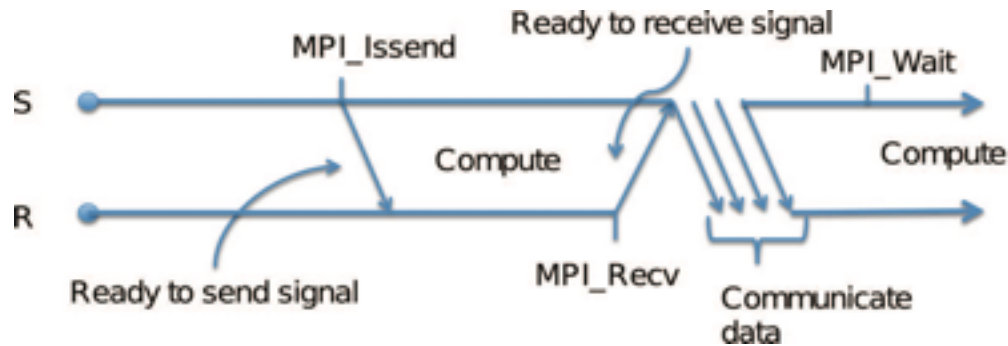 Ready to receive signal
MPI_Issend
MPI_Wait
S
Compute
Compute
R
MPI_Recv
Ready to send signal
Communicate
data